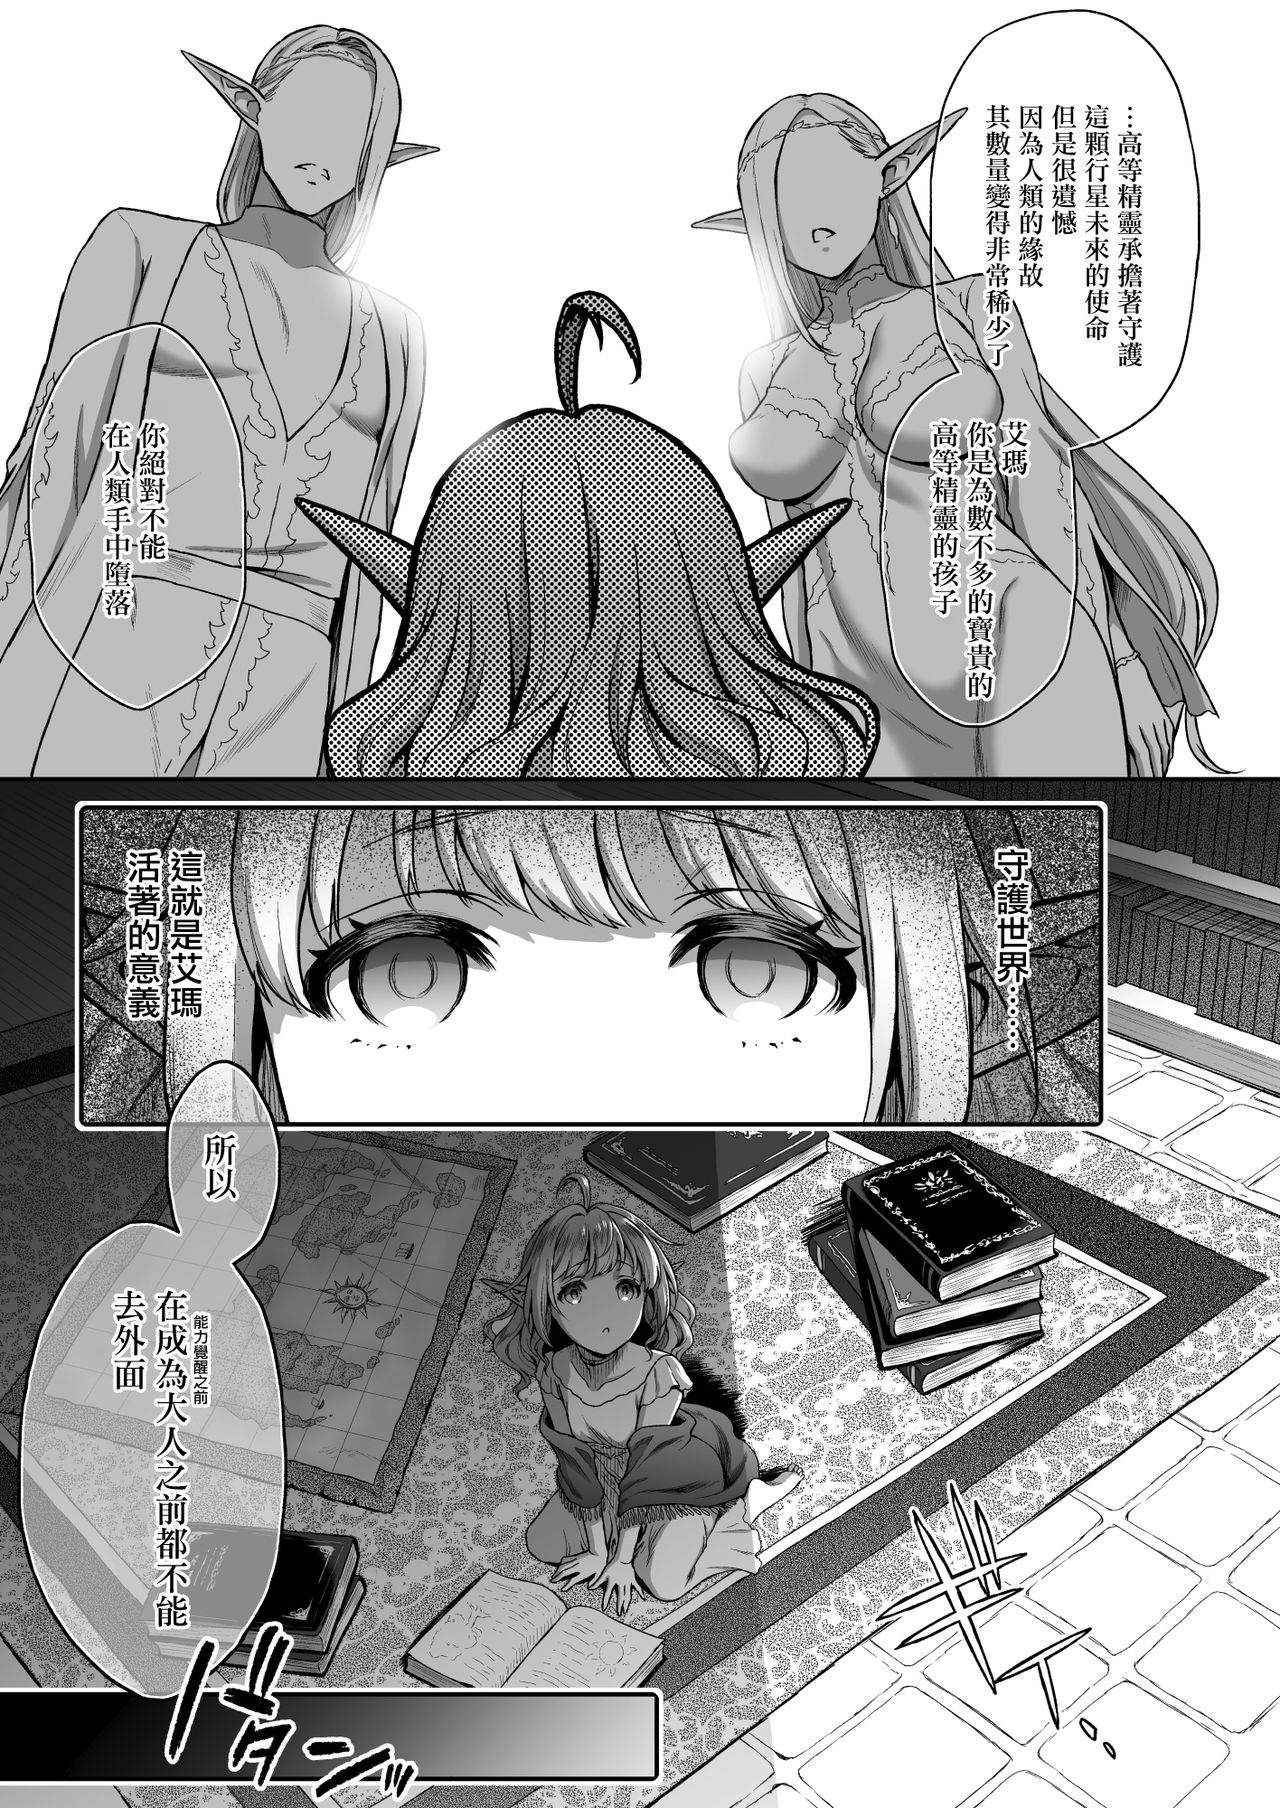 …高等精靈承擔著守護
這顆行星未來的使命
但是很遺憾
因為人類的緣故
其數量變得非常稀少了
艾瑪
你是為數不多的寶貴的
高等精靈的孩子
你絕對不能
在人類手中墮落
守護世界……
這就是艾瑪
活著的意義
所以
能力覺醒之前
在成為大人之前都不能
去外面
ギィ…
バタンッ